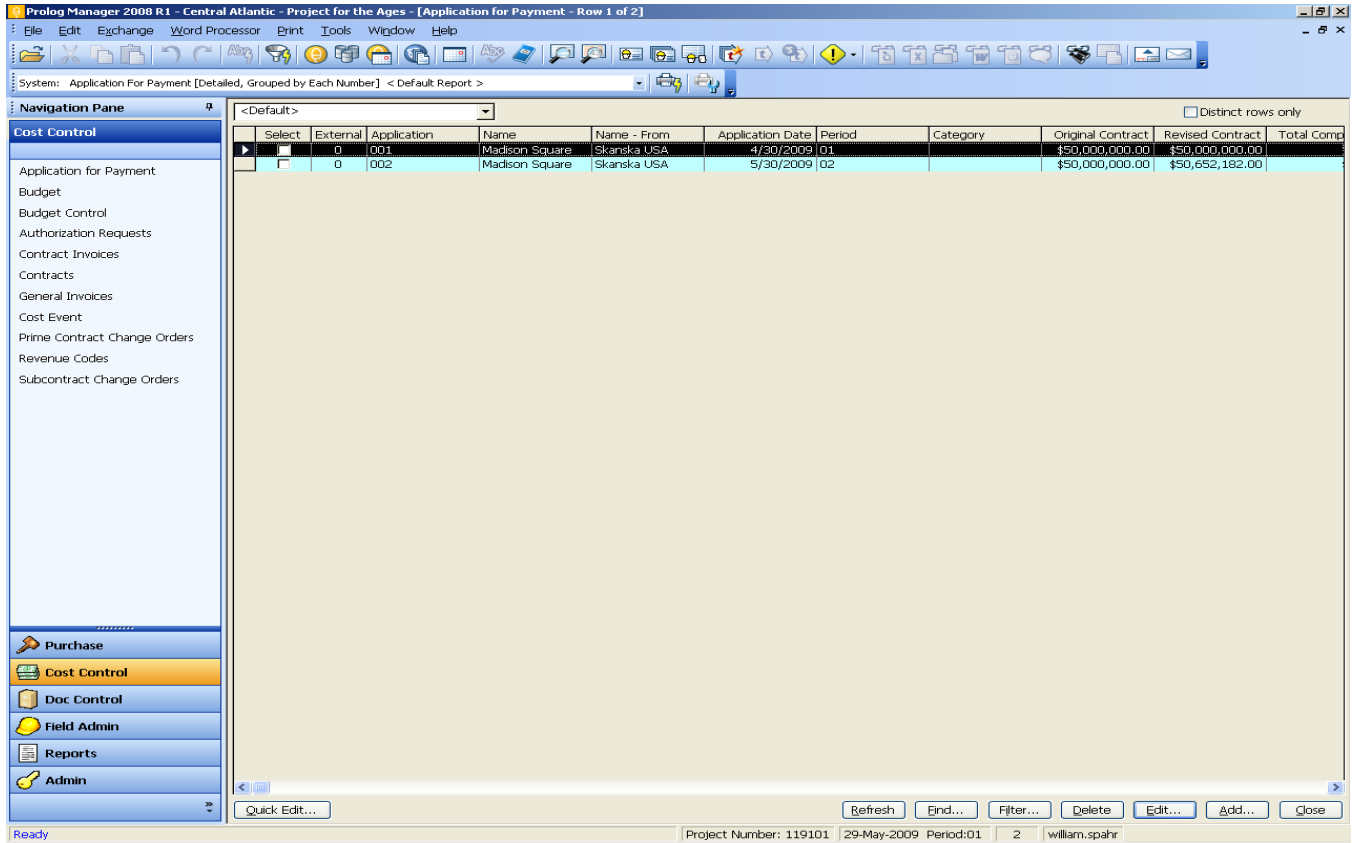 Prolog Manager 2008 R1 - Central Atlantic - Project for the Ages - [Application for Payment - Row 1 of 2]
File Edit Exchange Word Processor Print Tools Window Help
System: Application For Payment [Detailed, Grouped by Each Number] < Default Report >
Navigation Pane
<Default>
Distinct rows only
Cost Control
Select External Application Name Name - From Application Date Period Category Original Contract Revised Contract Total Comp
0 001 Madison Square Skanska USA 4/30/2009 01 $50,000,000.00 $50,000,000.00
0 002 Madison Square Skanska USA 5/30/2009 02 $50,000,000.00 $50,652,182.00
Application for Payment
Budget
Budget Control
Authorization Requests
Contract Invoices
Contracts
General Invoices
Cost Event
Prime Contract Change Orders
Revenue Codes
Subcontract Change Orders
Purchase
Cost Control
Doc Control
Field Admin
Reports
Admin
Quick Edit... Refresh Find... Filter... Delete Edit... Add... Close
Ready Project Number: 119101 29-May-2009 Period:01 2 william.spahr